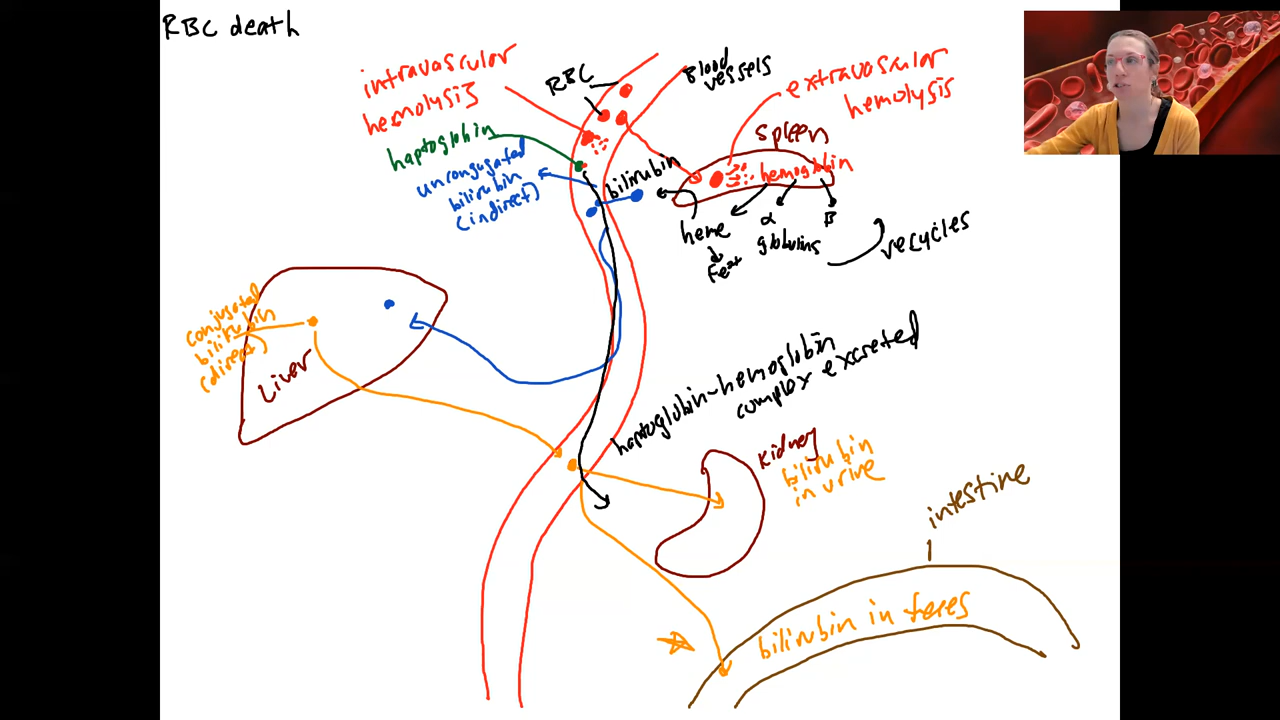 RBC death
intravascular
hemolysis
RBC
Blood
vessels
extravascular
hemolysis
haptoglobin
spleen
unconjugated
bilirubin
(indirect)
bilirubin
hemoglobin
heme
Fe2+
α
globulins
B
recycles
conjugated
bilirubin
(direct)
Liver
haptoglobin-hemoglobin
complex excreted
kidney
bilirubin
in urine
intestine
bilirubin in feces